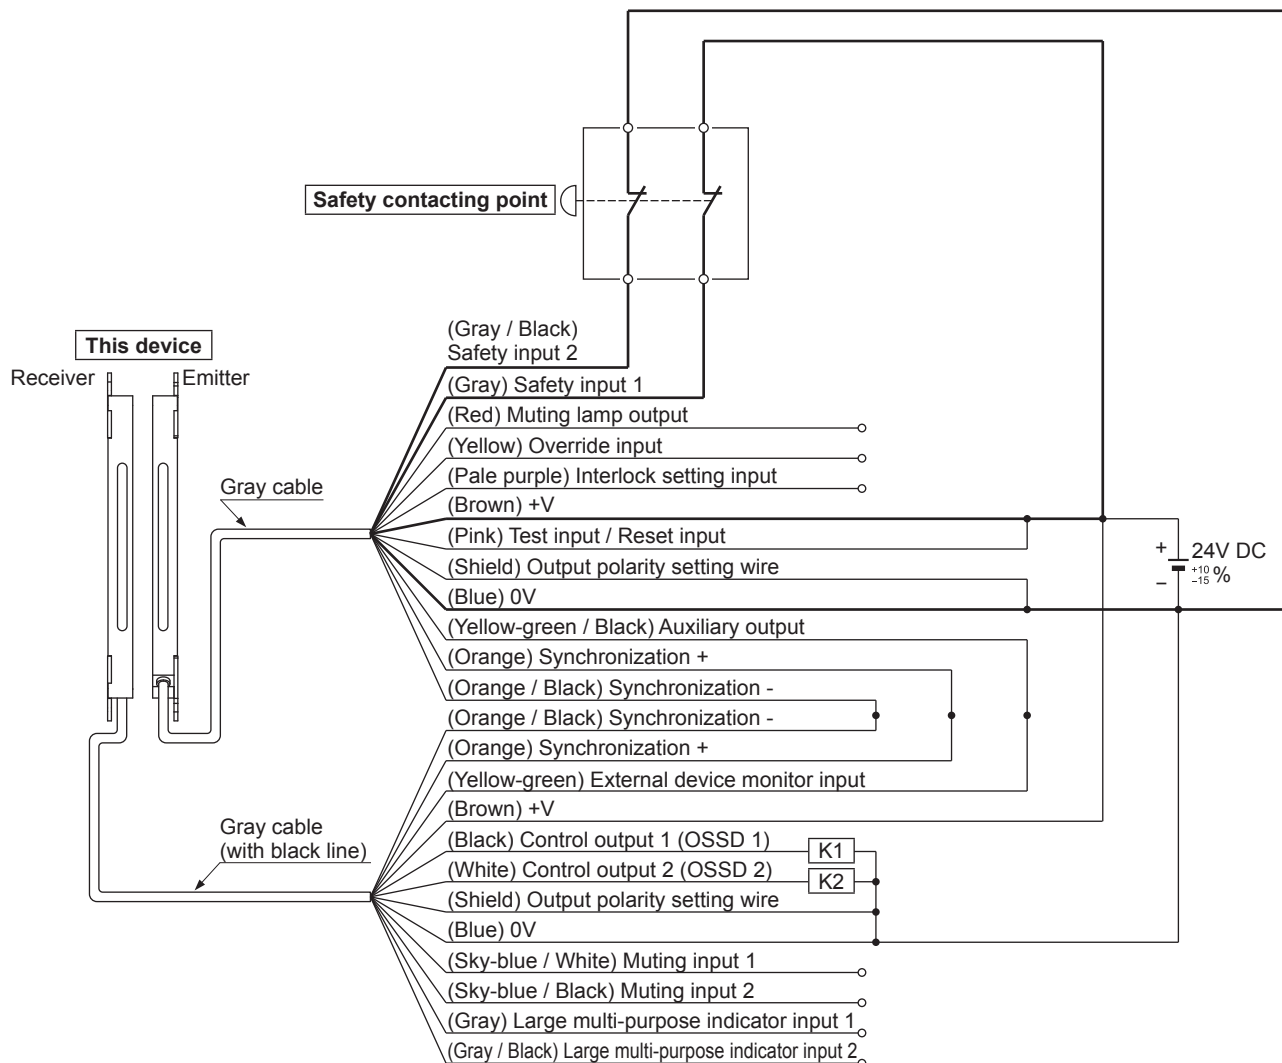 Safety contacting point
(Gray / Black)
Safety input 2
This device
Receiver
Emitter
(Gray) Safety input 1
(Red) Muting lamp output
(Yellow) Override input
(Pale purple) Interlock setting input
Gray cable
(Brown) +V
(Pink) Test input / Reset input
+ 24V DC
+10
–15 %
–
(Shield) Output polarity setting wire
(Blue) 0V
(Yellow-green / Black) Auxiliary output
(Orange) Synchronization +
(Orange / Black) Synchronization -
(Orange / Black) Synchronization -
(Orange) Synchronization +
(Yellow-green) External device monitor input
(Brown) +V
Gray cable
(with black line)
(Black) Control output 1 (OSSD 1)
K1
(White) Control output 2 (OSSD 2)
K2
(Shield) Output polarity setting wire
(Blue) 0V
(Sky-blue / White) Muting input 1
(Sky-blue / Black) Muting input 2
(Gray) Large multi-purpose indicator input 1
(Gray / Black) Large multi-purpose indicator input 2